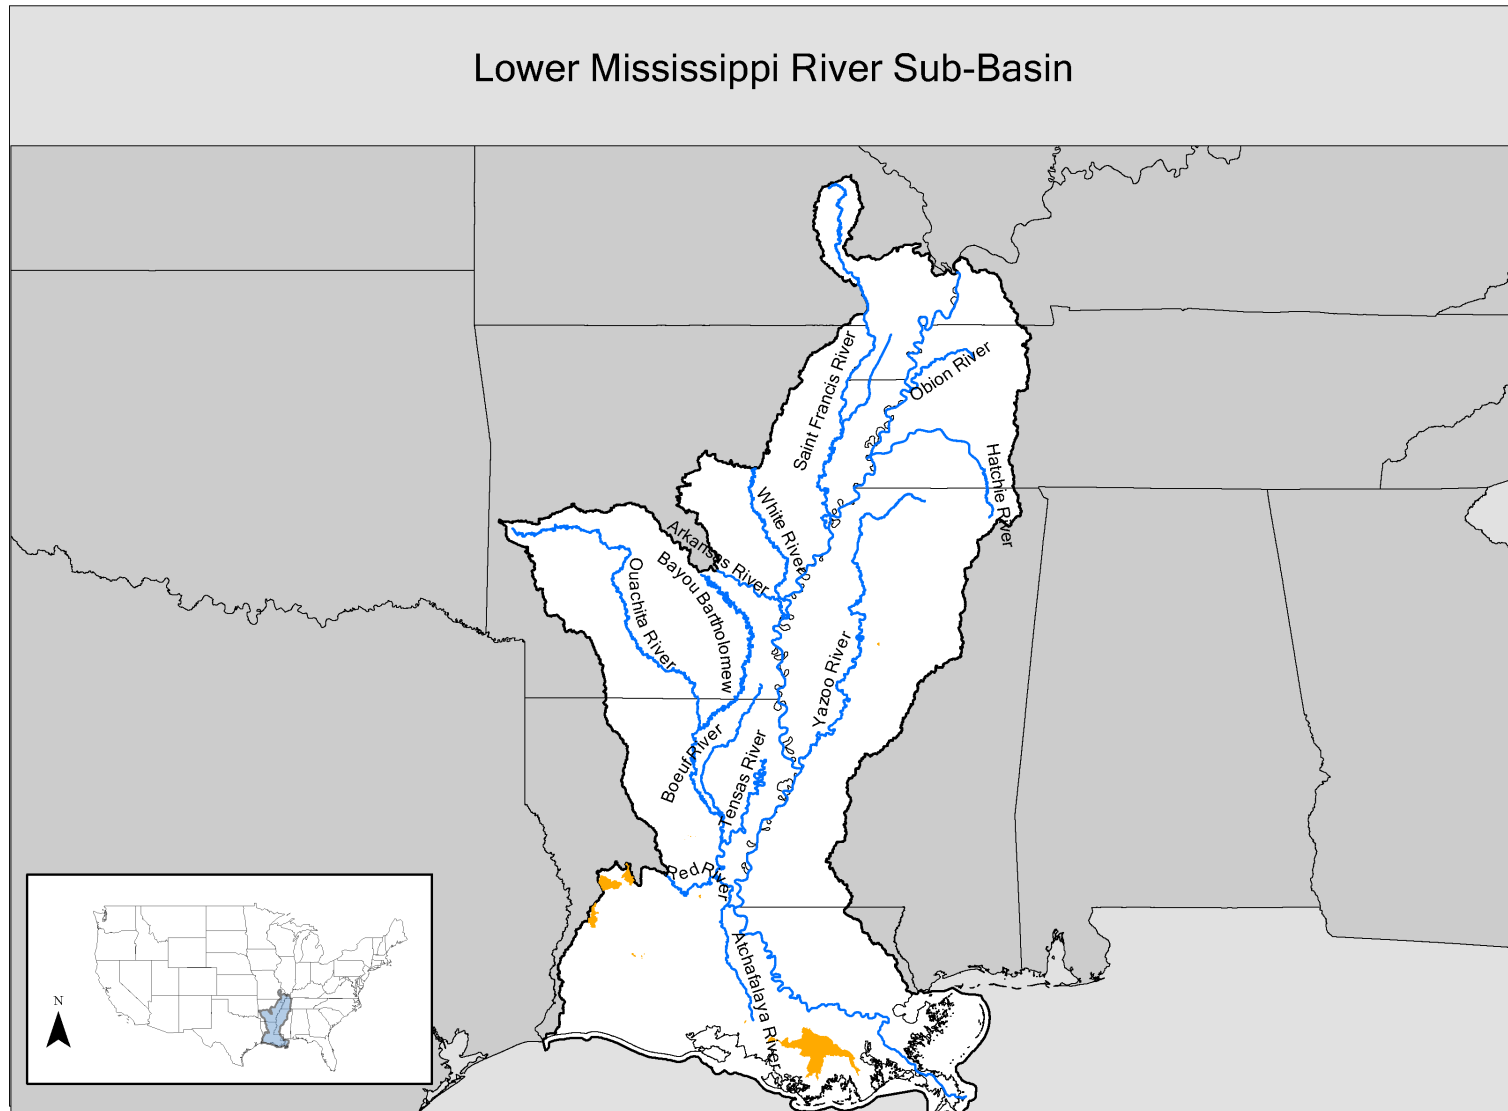 Lower Mississippi River Sub-Basin
Saint Francis River
Obion River
Hatchie River
White River
Arkansas River
Bayou Bartholomew
Ouachita River
Yazoo River
Boeuf River
Tensas River
Red River
Atchafalaya River
N